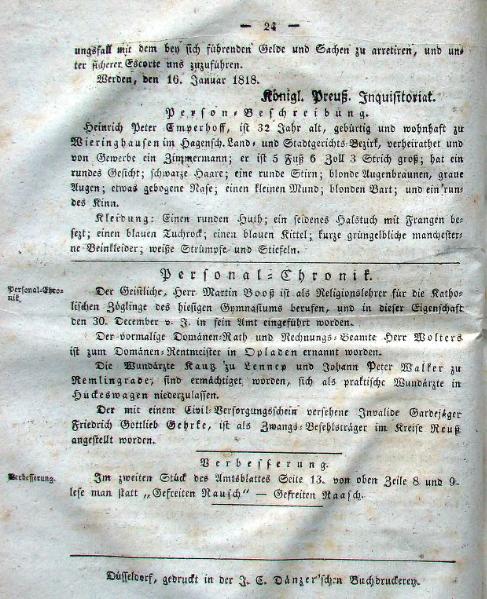 — 24 —
ungsfall mit dem bey sich führenden Gelde und Sachen zu arretiren, und un-
ter sicherer Escorte uns zuzuführen.
Werden, den 16. Januar 1818.
Königl. Preuß. Inquisitoriat.
Person-Beschreibung.
Heinrich Peter Emperhoff, ist 32 Jahr alt, gebürtig und wohnhaft zu
Wieringhausen im Hagensch. Land- und Stadtgerichts-Bezirk, verheirathet und
von Gewerbe ein Zimmermann; er ist 5 Fuß 6 Zoll 3 Strich groß; hat ein
rundes Gesicht; schwarze Haare; eine runde Stirn; blonde Augenbraunen, graue
Augen; etwas gebogene Nase; einen kleinen Mund; blonden Bart; und ein run-
des Kinn.
Kleidung: Einen runden Huth; ein seidenes Halstuch mit Frangen be-
setzt; einen blauen Tuchrock; einen blauen Kittel; kurze grüngelbliche manchester-
ne Beinkleider; weiße Strümpfe und Stiefeln.
Personal-Chronik.
Personal-Chro-
nik.
Der Geistliche, Herr Martin Booß ist als Religionslehrer für die Katho-
lischen Zöglinge des hiesigen Gymnasiums berufen, und in dieser Eigenschaft
den 30. December v. J. in sein Amt eingeführt worden.
Der vormalige Domänen-Rath und Rechnungs-Beamte Herr Wolters
ist zum Domänen-Rentmeister in Opladen ernannt worden.
Die Wundärzte Kautz zu Lennep und Johann Peter Walker zu
Remlingrade, sind ermächtiget worden, sich als praktische Wundärzte in
Huckeswagen niederzulassen.
Der mit einem Civil-Versorgungsschein versehene Invalide Gardejäger
Friedrich Gottlieb Gehrke, ist als Zwangs-Befehlsträger im Kreise Neuß
angestellt worden.
Verbesserung.
Verbesserung.
Im zweiten Stück des Amtsblattes Seite 13. von oben Zeile 8 und 9.
lese man statt „Gefreiten Rausch“ — Gefreiten Raasch.
Düsseldorf, gedruckt in der J. C. Dänzer'schen Buchdruckerey.